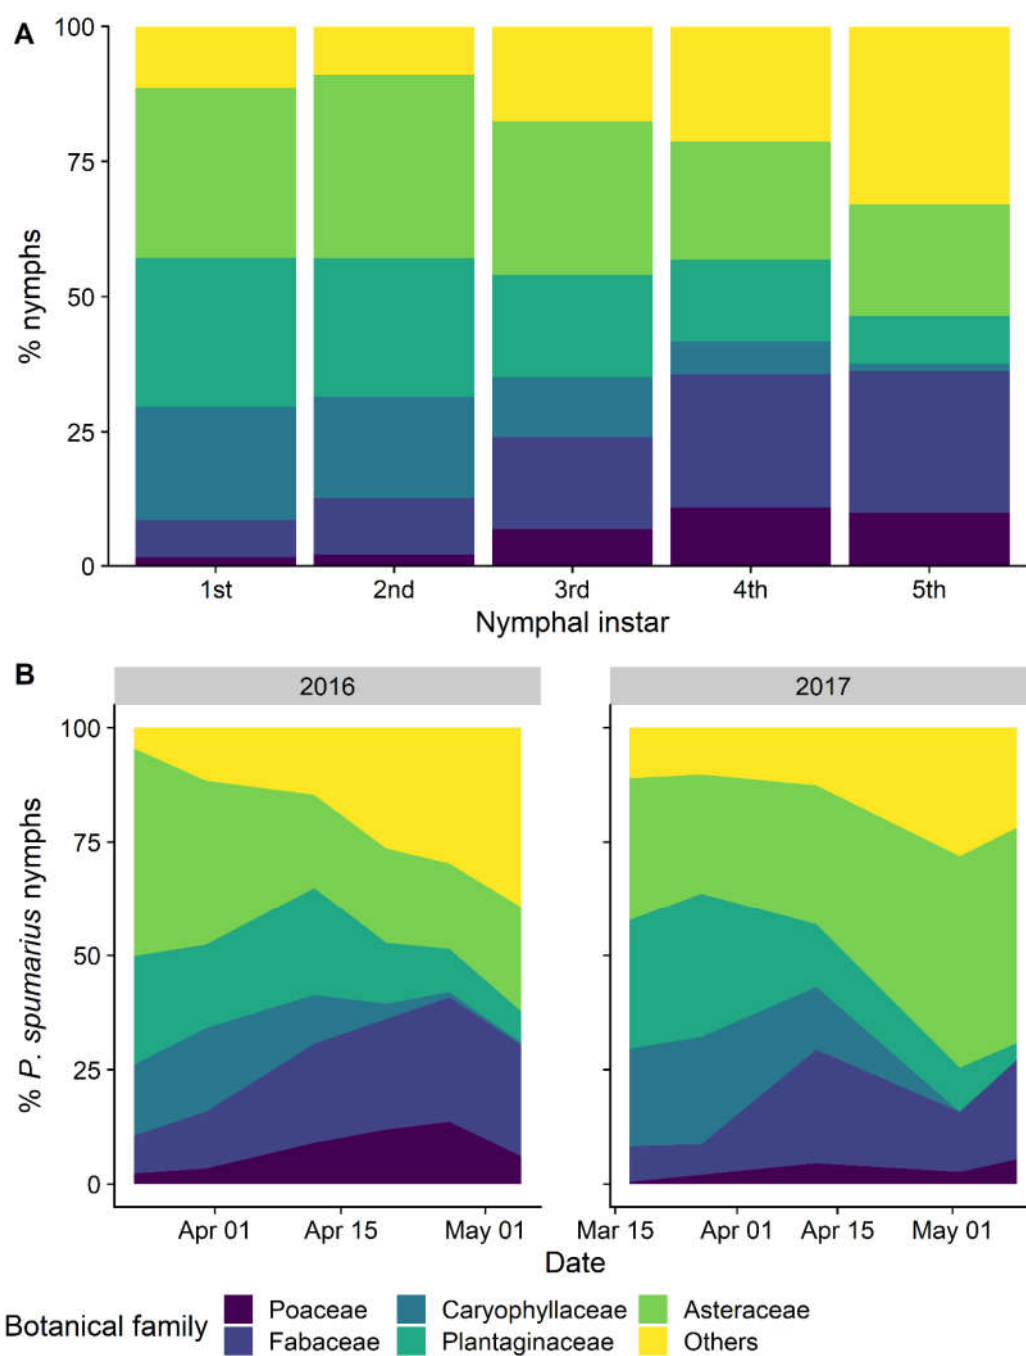 A
100
75
50
25
0
% nymphs
1st 2nd 3rd 4th 5th
Nymphal instar
B
2016 2017
100
75
50
25
0
% P. spumarius nymphs
Apr 01 Apr 15 May 01 Mar 15 Apr 01 Apr 15 May 01
Date
Botanical family
Poaceae Caryophyllaceae Asteraceae
Fabaceae Plantaginaceae Others